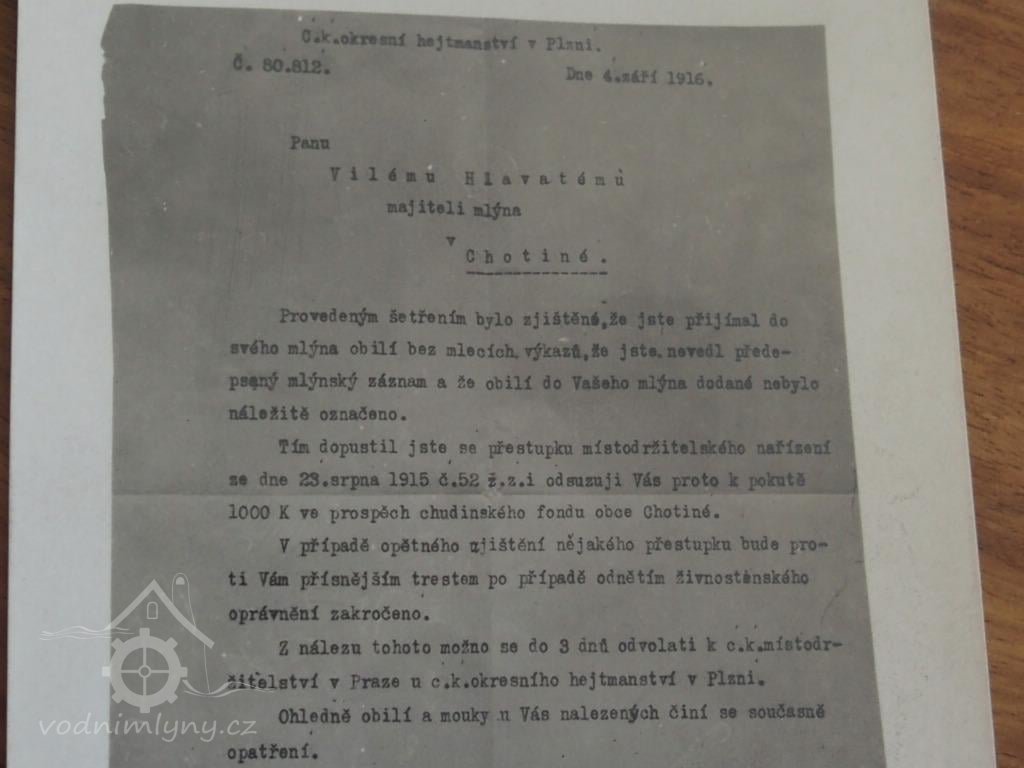 C.k.okresní hejtmanství v Plzni.
Č. 80.812.
Dne 4.září 1916.
Panu
Vilému Hlavatému
majiteli mlýna
v
Chotiné.
Provedeným šetřením bylo zjištěné,že jste přijímal do
svého mlýna obilí bez mlecích výkazů,že jste nevedl přede-
psaný mlýnský záznam a že obilí do Vašeho mlýna dodané nebylo
náležitě označeno.
Tím dopustil jste se přestupku místodržitelského nařízení
ze dne 23.srpna 1915 č.52 ž.z.i odsuzuji Vás proto k pokutě
1000 K ve prospěch chudinského fondu obce Chotiné.
V případě opětného zjištění nějakého přestupku bude pro-
ti Vám přísnějším trestem po případě odnětím živnostenského
oprávnění zakročeno.
Z nálezu tohoto možno se do 3 dnů odvolati k c.k.místodr-
žitelství v Praze u c.k.okresního hejtmanství v Plzni.
Ohledně obilí a mouky u Vás nalezených činí se současně
opatření.
vodnimlyny.cz